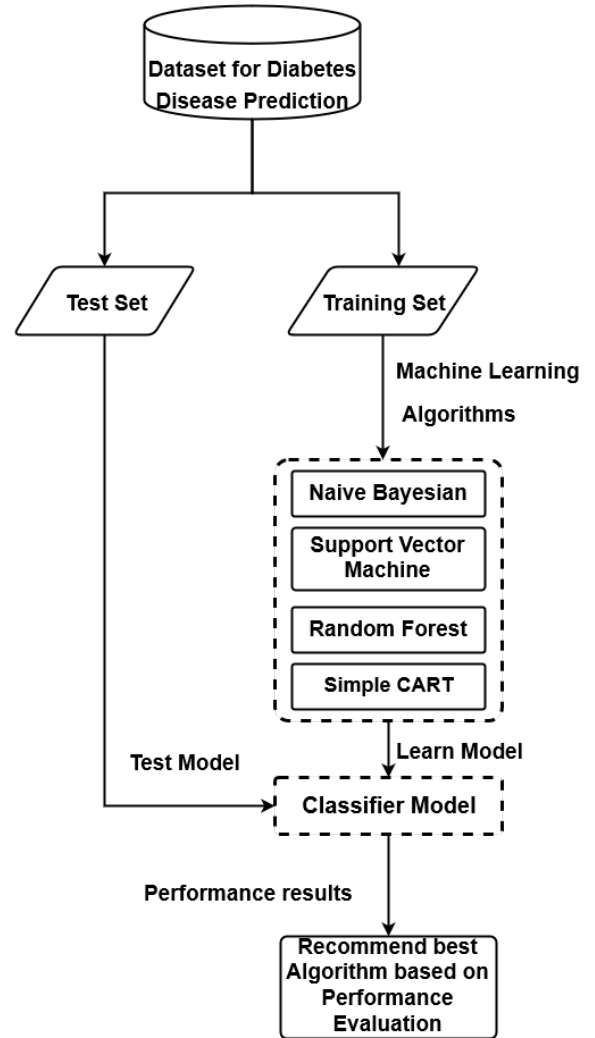 Dataset for Diabetes
Disease Prediction
Test Set
Training Set
Machine Learning
Algorithms
Naive Bayesian
Support Vector
Machine
Random Forest
Simple CART
Learn Model
Test Model
Classifier Model
Performance results
Recommend best
Algorithm based on
Performance
Evaluation